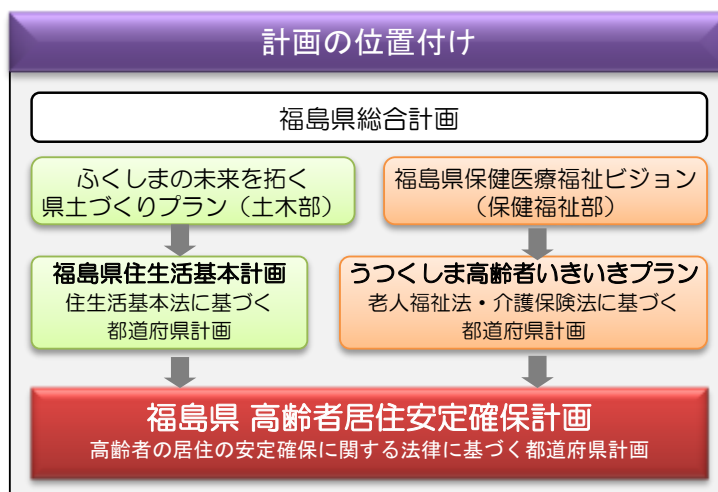 計画の位置付け
福島県総合計画
ふくしまの未来を拓く
県土づくりプラン（土木部）
福島県保健医療福祉ビジョン
（保健福祉部）
福島県住生活基本計画
住生活基本法に基づく
都道府県計画
うつくしま高齢者いきいきプラン
老人福祉法・介護保険法に基づく
都道府県計画
福島県 高齢者居住安定確保計画
高齢者の居住の安定確保に関する法律に基づく都道府県計画